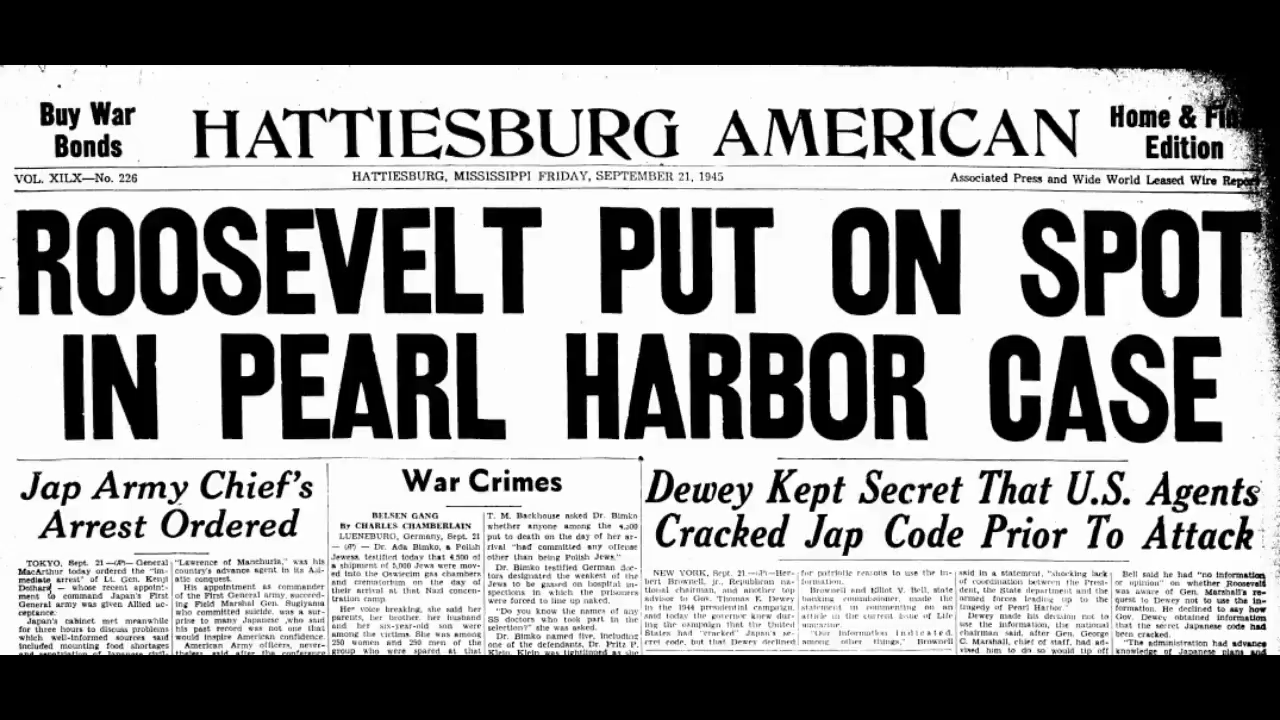 Buy War
Bonds
HATTIESBURG AMERICAN
Home & Fi
Edition
VOL. XILX—No. 226
HATTIESBURG, MISSISSIPPI FRIDAY, SEPTEMBER 21, 1945
Associated Press and Wide World Leased Wire Report
ROOSEVELT PUT ON SPOT
IN PEARL HARBOR CASE
Jap Army Chief's
Arrest Ordered
TOKYO, Sept. 21 —(AP)— General
MacArthur today ordered the "im-
mediate arrest" of Lt. Gen. Kenji
Doihara — whose recent appoint-
ment to command Japan's First
General army was given Allied ac-
ceptance.
Japan's cabinet met meanwhile
for three hours to discuss problems
which well-informed sources said
included mounting food shortages
"Lawrence of Manchuria," was his
country's advance agent in its Asi-
atic conquest.
His appointment as commander
of the First General army, succeed-
ing Field Marshal Gen. Sugiyama
who committed suicide, was a sur-
prise to many Japanese who said
his past record was not one that
would inspire American confidence.
American Army officers, never-
theless, said after the conference
War Crimes
BELSEN GANG
By CHARLES CHAMBERLAIN
LUENEBURG, Germany, Sept. 21
— (AP) — Dr. Ada Bimko, a Polish
Jewess, testified today that 4,500 of
a shipment of 5,000 Jews were mov-
ed into the Oswiecim gas chambers
and crematorium on the day of
their arrival at that Nazi concen-
tration camp.
Her voice breaking, she said her
parents, her brother, her husband
and her six-year-old son were
among the victims. She was among
250 women and 250 men of the
group who were spared at that
T. M. Backhouse asked Dr. Bimko
whether anyone among the 4,500
put to death on the day of her ar-
rival "had committed any offense
other than being Polish Jews."
Dr. Bimko testified German doc-
tors designated the weakest of the
Jews to be gassed on hospital in-
spections in which the prisoners
were forced to line up naked.
"Do you know the names of any
SS doctors who took part in the
selection?" she was asked.
Dr. Bimko named five, including
one of the defendants, Dr. Fritz P.
Klein. Klein was
Dewey Kept Secret That U.S. Agents
Cracked Jap Code Prior To Attack
NEW YORK, Sept. 21.—(AP)—Her-
bert Brownell, jr., Republican na-
tional chairman, and another top
advisor to Gov. Thomas E. Dewey
in the 1944 presidential campaign,
said today the governor knew dur-
ing the campaign that the United
States had "cracked" Japan's se-
cret code, but that Dewey declined
for patriotic reasons to use the in-
formation.
Brownell and Elliot V. Bell, state
banking commissioner, made the
statement in commenting on an
article in the current issue of Life
magazine.
"Our information indicated,
among other things," Brownell
said in a statement, "shocking lack
of coordination between the Presi-
dent, the State department and the
armed forces leading up to the
tragedy of Pearl Harbor."
Dewey made his decision not to
use the information, the national
chairman said, after Gen. George
C. Marshall, chief of staff, had ad-
vised him to do so would tip off
Bell said he had "no information
or opinion" on whether Roosevelt
was aware of Gen. Marshall's re-
quest to Dewey not to use the in-
formation. He declined to say how
Gov. Dewey obtained information
that the secret Japanese code had
been cracked.
"The administration had advance
knowledge of Japanese plans and